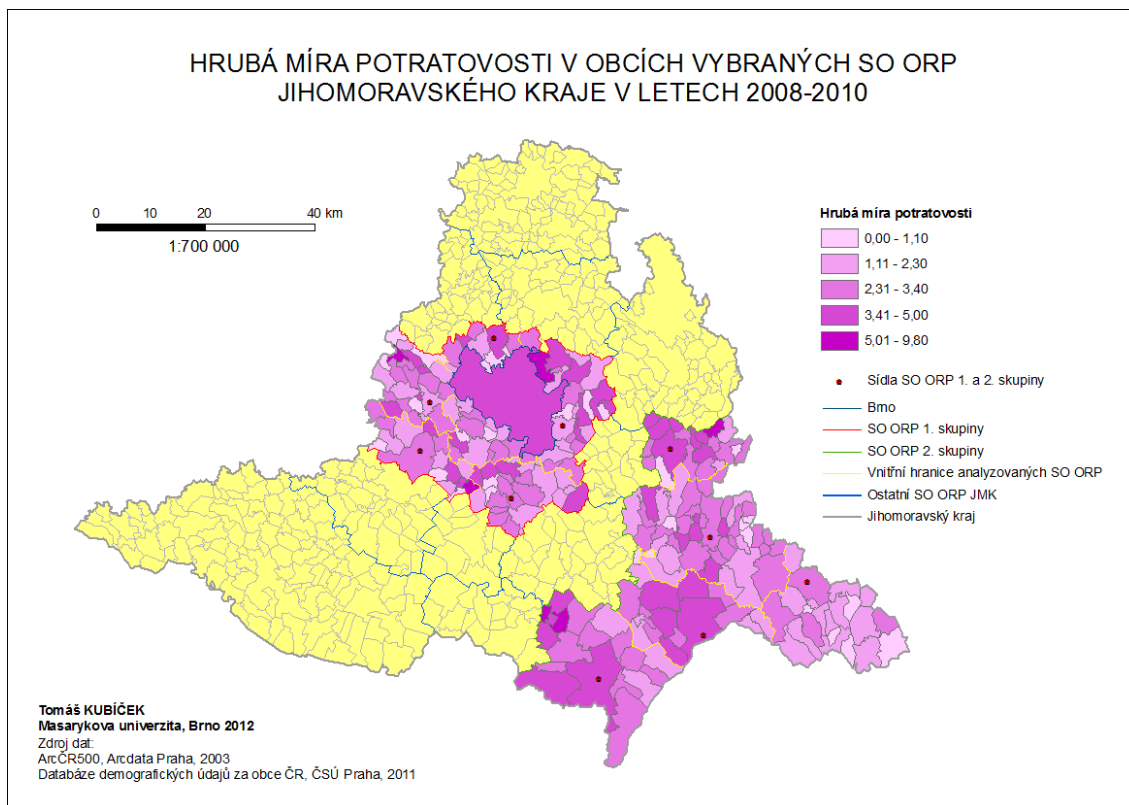 HRUBÁ MÍRA POTRATOVOSTI V OBCÍCH VYBRANÝCH SO ORP
JIHOMORAVSKÉHO KRAJE V LETECH 2008-2010
0 10 20 40 km
1:700 000
Hrubá míra potratovosti
0,00 - 1,10
1,11 - 2,30
2,31 - 3,40
3,41 - 5,00
5,01 - 9,80
Sídla SO ORP 1. a 2. skupiny
Brno
SO ORP 1. skupiny
SO ORP 2. skupiny
Vnitřní hranice analyzovaných SO ORP
Ostatní SO ORP JMK
Jihomoravský kraj
Tomáš KUBÍČEK
Masarykova univerzita, Brno 2012
Zdroj dat:
ArcČR500, Arcdata Praha, 2003
Databáze demografických údajů za obce ČR, ČSÚ Praha, 2011